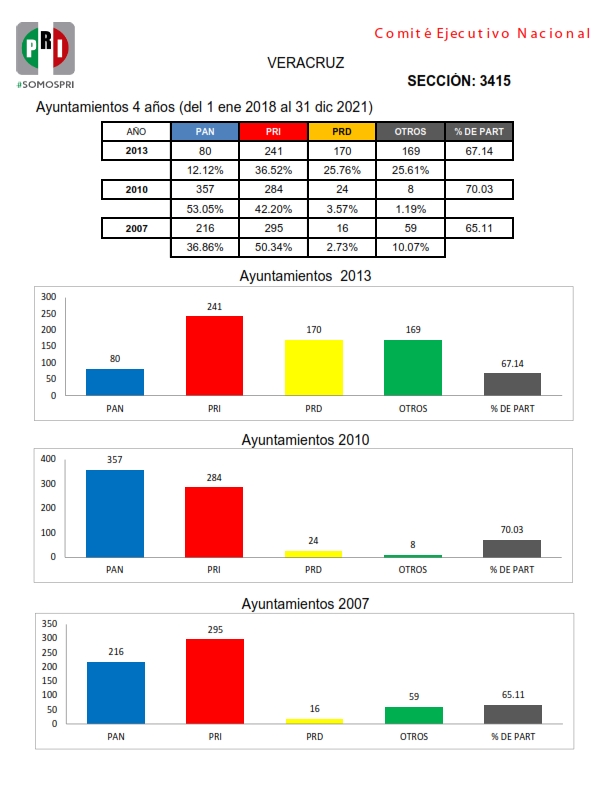 Comité Ejecutivo Nacional
PRI
#SOMOSPRI
VERACRUZ
SECCIÓN: 3415
Ayuntamientos 4 años (del 1 ene 2018 al 31 dic 2021)
AÑO PAN PRI PRD OTROS % DE PART
2013 80 241 170 169 67.14
12.12% 36.52% 25.76% 25.61%
2010 357 284 24 8 70.03
53.05% 42.20% 3.57% 1.19%
2007 216 295 16 59 65.11
36.86% 50.34% 2.73% 10.07%
Ayuntamientos 2013
300
250
200
150
100
50
0
80 241 170 169 67.14
PAN PRI PRD OTROS % DE PART
Ayuntamientos 2010
400
300
200
100
0
357 284 24 8 70.03
PAN PRI PRD OTROS % DE PART
Ayuntamientos 2007
350
300
250
200
150
100
50
0
216 295 16 59 65.11
PAN PRI PRD OTROS % DE PART